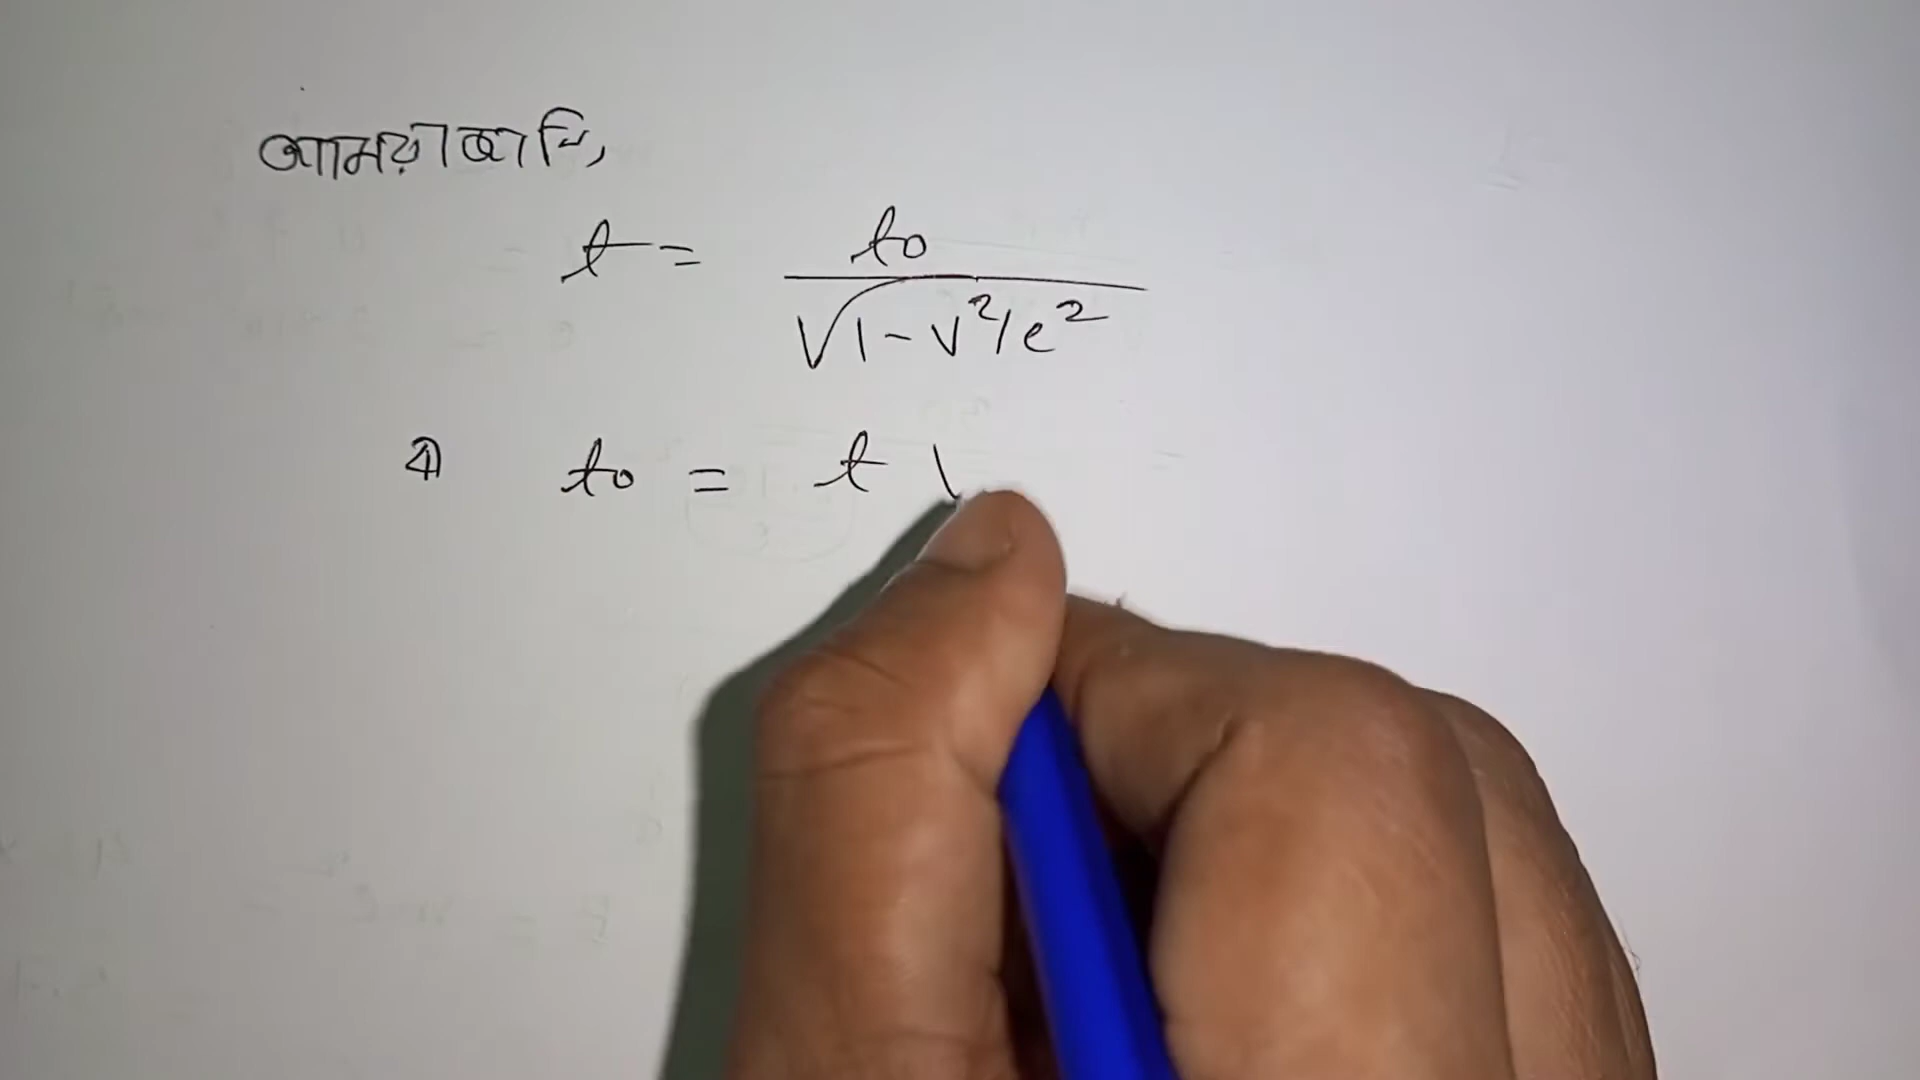 আমরা জানি,
t = t₀ / √1 - v²/c²
বা t₀ = t √